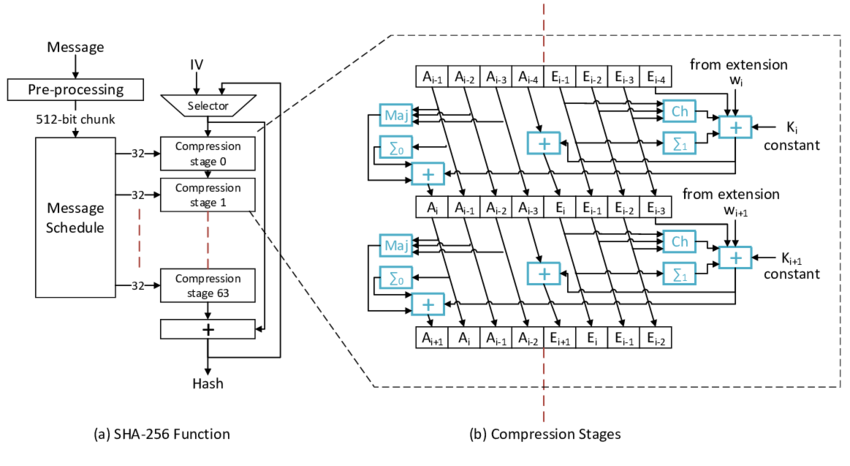 Message
Pre-processing
512-bit chunk
Message
Schedule
IV
Selector
32
Compression
stage 0
32
Compression
stage 1
32
Compression
stage 63
+
Hash
(a) SHA-256 Function
A_{i-1} A_{i-2} A_{i-3} A_{i-4} E_{i-1} E_{i-2} E_{i-3} E_{i-4}
from extension
w_i
Maj
Ch
∑_0
+
∑_1
+
K_i
constant
+
A_i A_{i-1} A_{i-2} A_{i-3} E_i E_{i-1} E_{i-2} E_{i-3}
from extension
w_{i+1}
Maj
Ch
∑_0
+
∑_1
+
K_{i+1}
constant
+
A_{i+1} A_i A_{i-1} A_{i-2} E_{i+1} E_i E_{i-1} E_{i-2}
(b) Compression Stages